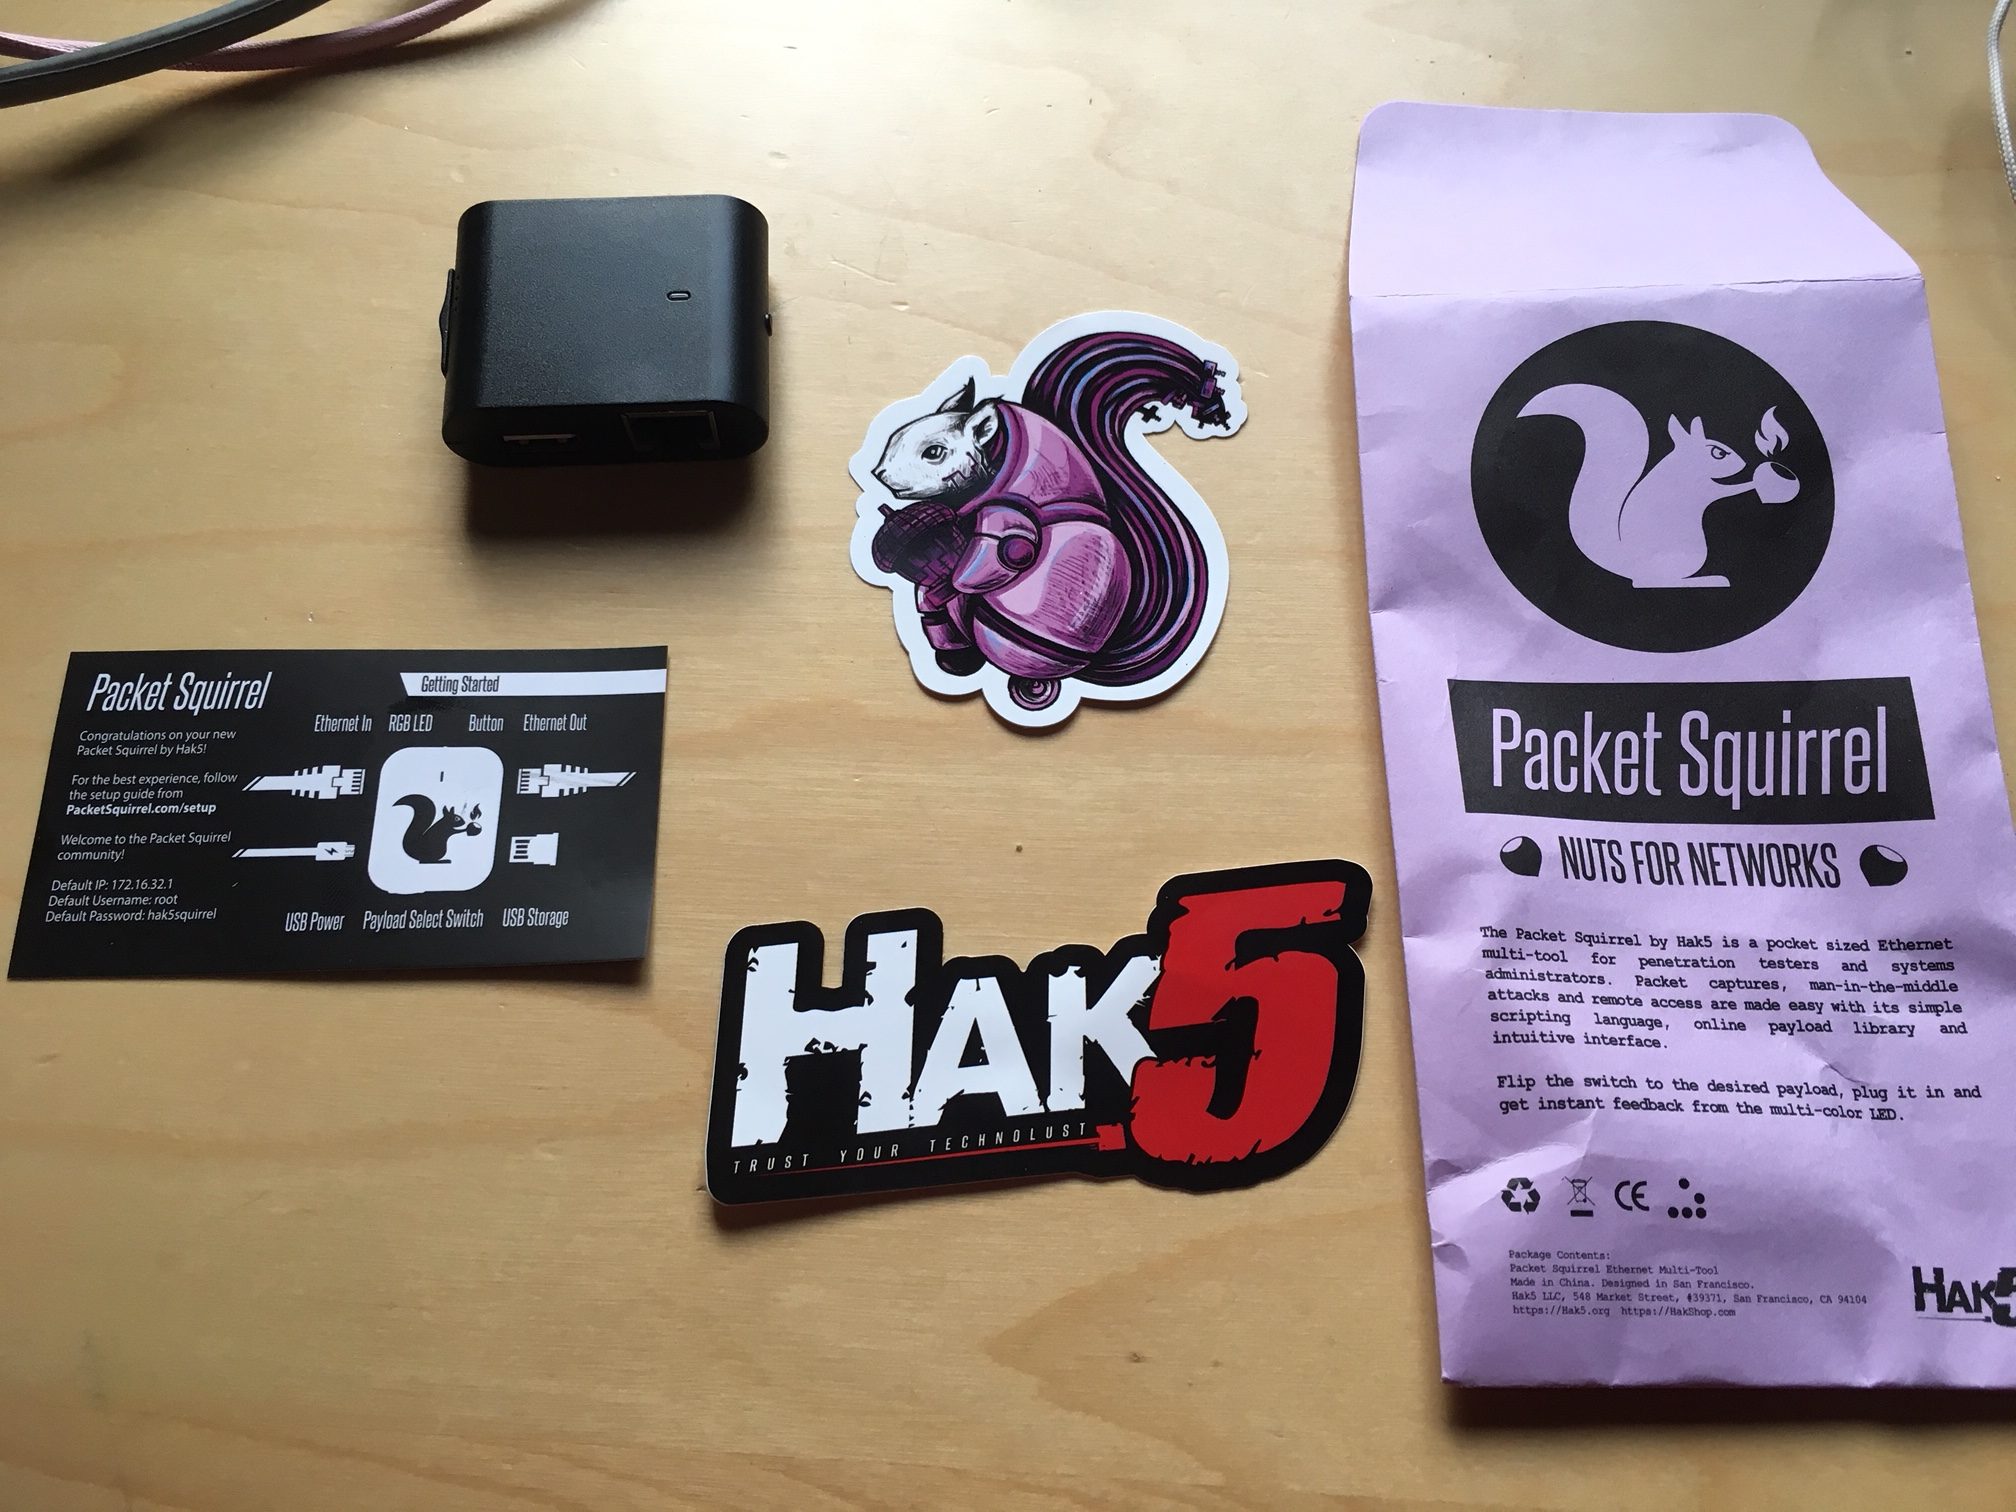 Packet Squirrel
Getting Started
Congratulations on your new
Packet Squirrel by Hak5!
For the best experience, follow
the setup guide from
PacketSquirrel.com/setup
Welcome to the Packet Squirrel
community!
Default IP: 172.16.32.1
Default Username: root
Default Password: hak5squirrel
Ethernet In RGB LED Button Ethernet Out
USB Power Payload Select Switch USB Storage
HAK5
TRUST YOUR TECHNOLUST
Packet Squirrel
NUTS FOR NETWORKS
The Packet Squirrel by Hak5 is a pocket sized Ethernet
multi-tool for penetration testers and systems
administrators. Packet captures, man-in-the-middle
attacks and remote access are made easy with its simple
scripting language, online payload library and
intuitive interface.
Flip the switch to the desired payload, plug it in and
get instant feedback from the multi-color LED.
CE
Package Contents:
Packet Squirrel Ethernet Multi-Tool
Made in China. Designed in San Francisco.
Hak5 LLC, 548 Market Street, #39371, San Francisco, CA 94104
https://Hak5.org https://HakShop.com
HAK5